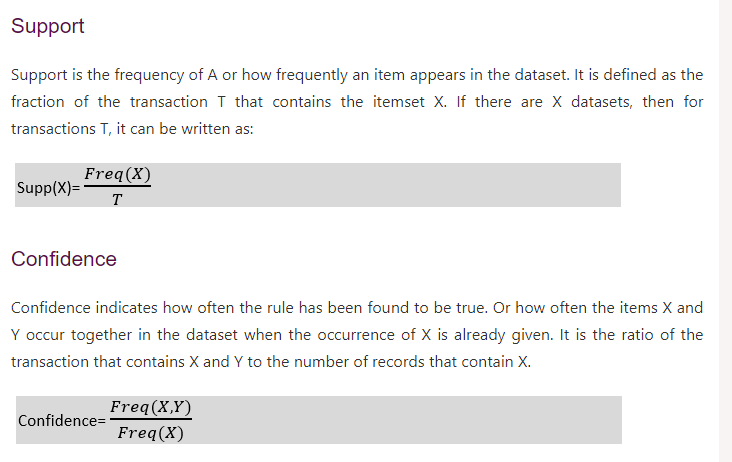 Support
Support is the frequency of A or how frequently an item appears in the dataset. It is defined as the
fraction of the transaction T that contains the itemset X. If there are X datasets, then for
transactions T, it can be written as:
Supp(X)= Freq(X)
T
Confidence
Confidence indicates how often the rule has been found to be true. Or how often the items X and
Y occur together in the dataset when the occurrence of X is already given. It is the ratio of the
transaction that contains X and Y to the number of records that contain X.
Confidence= Freq(X,Y)
Freq(X)